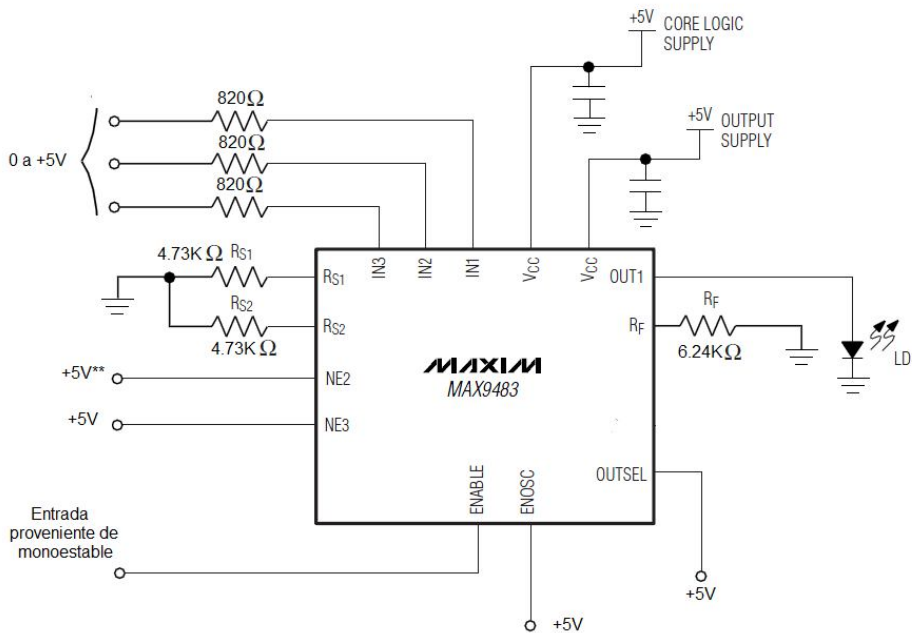 +5V CORE LOGIC
SUPPLY
+5V OUTPUT
SUPPLY
0 a +5V
820Ω
820Ω
820Ω
4.73K Ω RS1
RS2
4.73K Ω
RS1
RS2
IN3
IN2
IN1
VCC
VCC
OUT1
RF
RF
6.24KΩ
LD
MAXIM
MAX9483
+5V**
NE2
+5V
NE3
ENABLE
ENOSC
OUTSEL
Entrada
proveniente de
monoestable
+5V
+5V